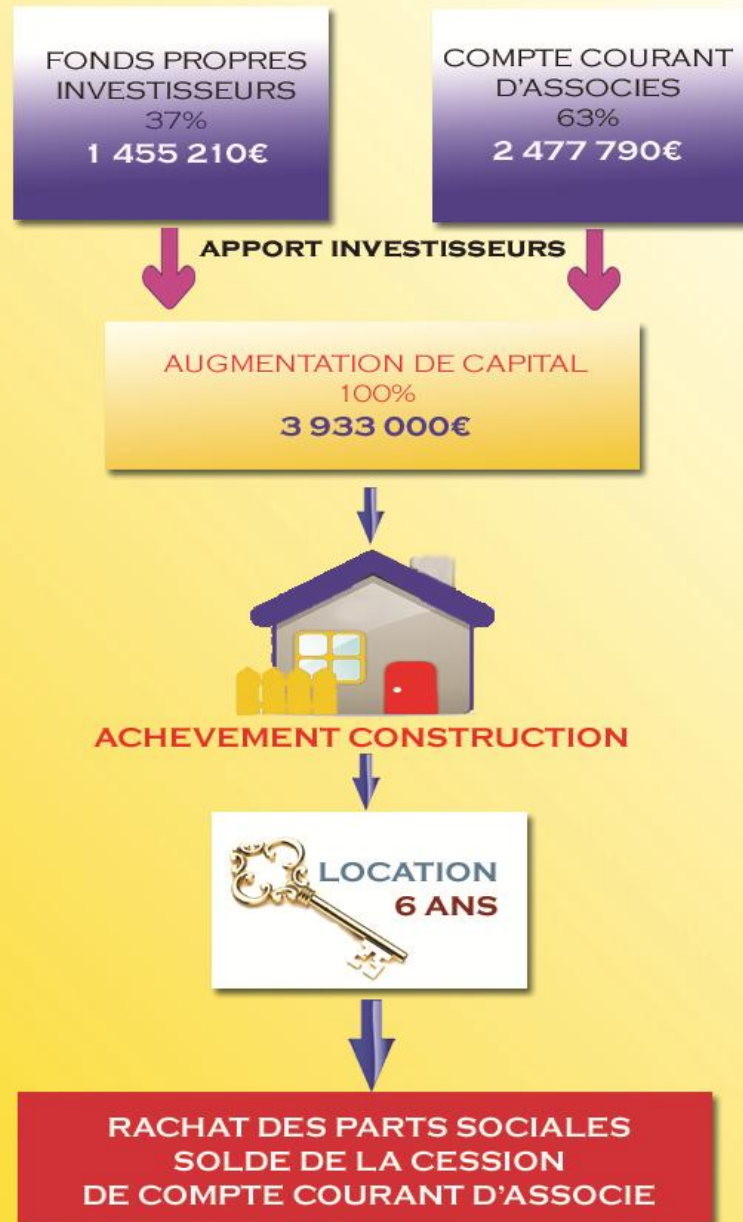 FONDS PROPRES
INVESTISSEURS
37%
1 455 210€
COMPTE COURANT
D'ASSOCIES
63%
2 477 790€
APPORT INVESTISSEURS
AUGMENTATION DE CAPITAL
100%
3 933 000€
ACHEVEMENT CONSTRUCTION
LOCATION
6 ANS
RACHAT DES PARTS SOCIALES
SOLDE DE LA CESSION
DE COMPTE COURANT D'ASSOCIE